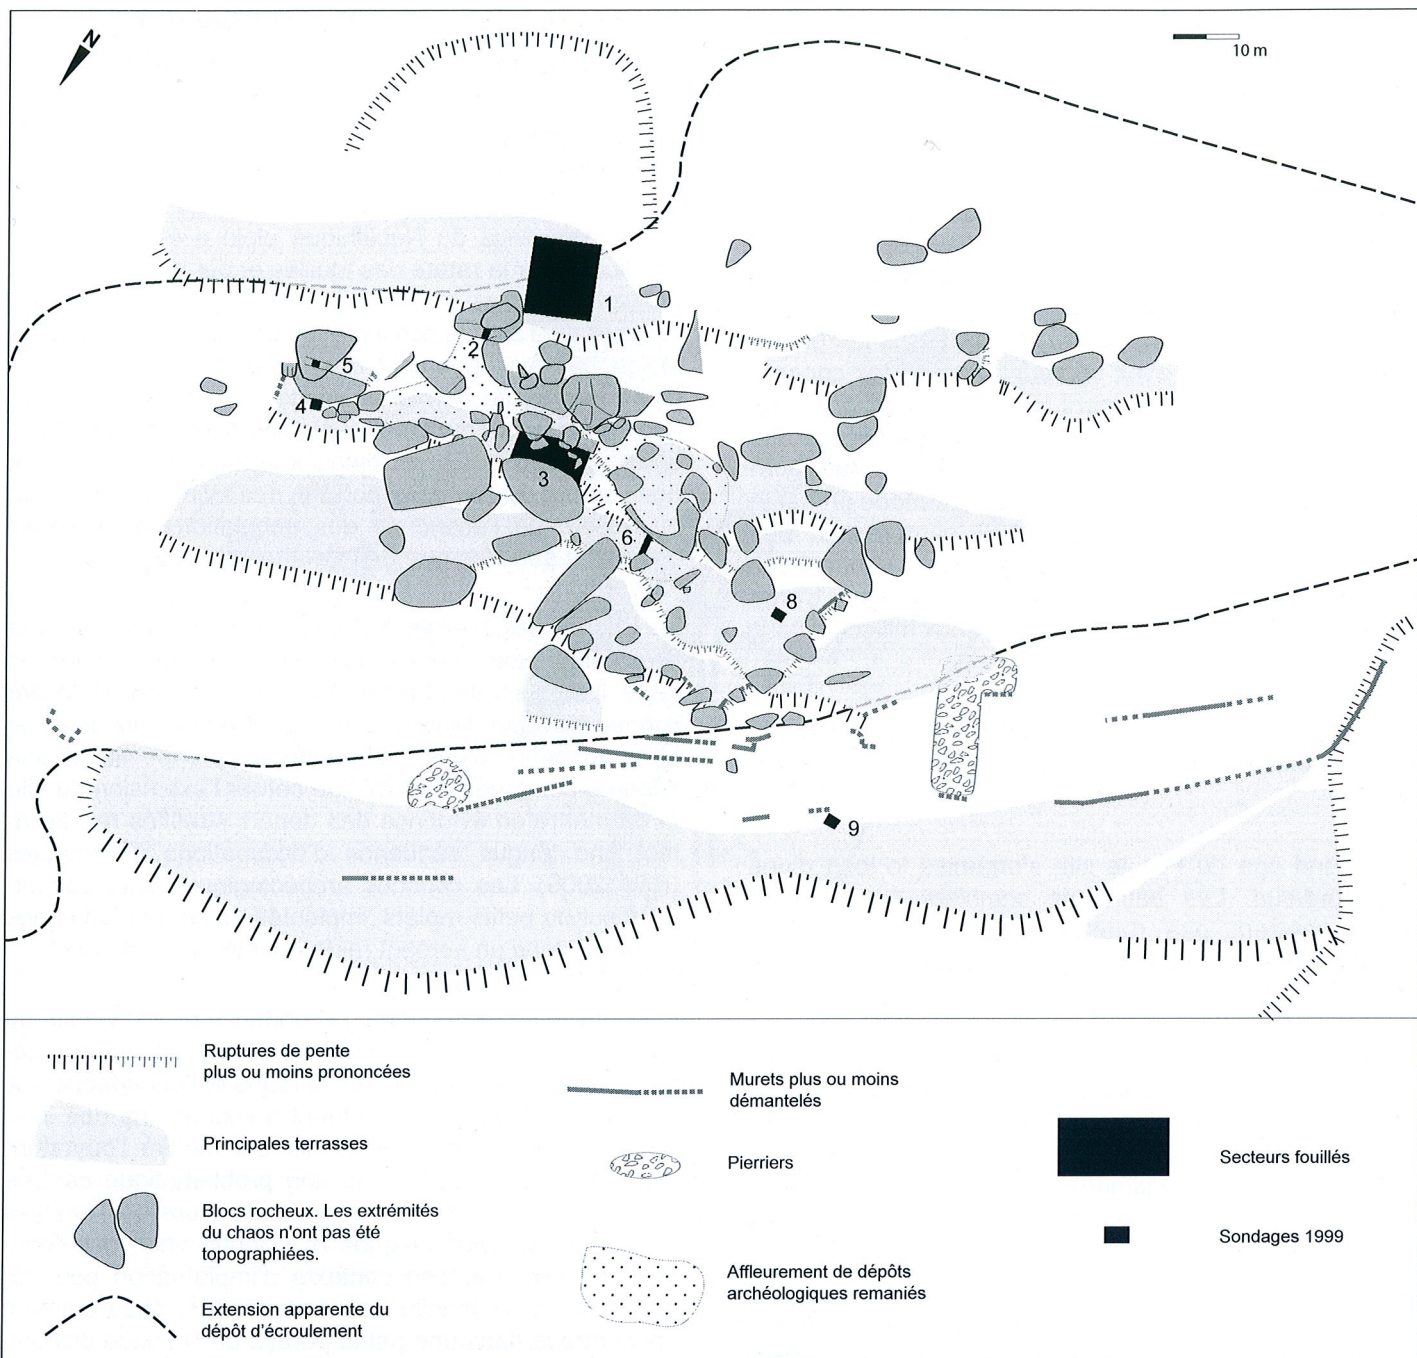 N
10 m
1
2
5
4
3
6
8
9
Ruptures de pente
plus ou moins prononcées
Principales terrasses
Blocs rocheux. Les extrémités
du chaos n'ont pas été
topographiées.
Extension apparente du
dépôt d'écroulement
Murets plus ou moins
démantelés
Pierriers
Affleurement de dépôts
archéologiques remaniés
Secteurs fouillés
Sondages 1999